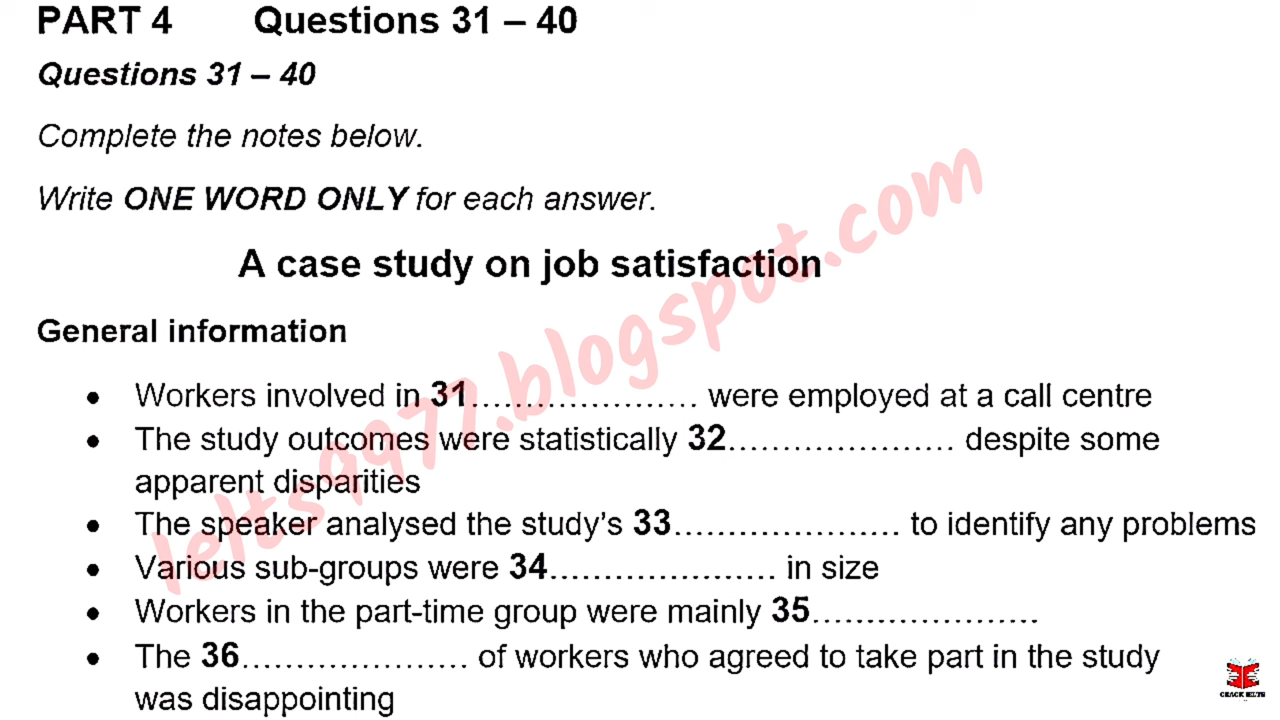 PART 4 Questions 31 – 40
Questions 31 – 40
Complete the notes below.
Write ONE WORD ONLY for each answer.
A case study on job satisfaction
General information
• Workers involved in 31..................... were employed at a call centre
• The study outcomes were statistically 32..................... despite some
apparent disparities
• The speaker analysed the study’s 33..................... to identify any problems
• Various sub-groups were 34..................... in size
• Workers in the part-time group were mainly 35.....................
• The 36..................... of workers who agreed to take part in the study
was disappointing
Ielts9977.blogspot.com
CRACK IELTS